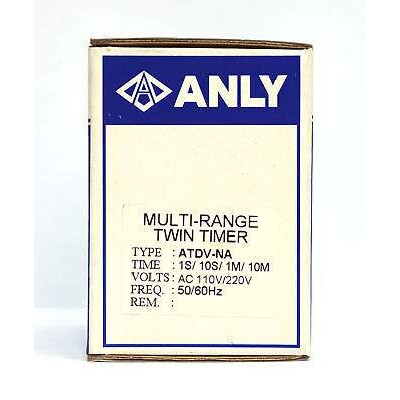 ANLY
MULTI-RANGE
TWIN TIMER
TYPE : ATDV-NA
TIME : 1S/ 10S/ 1M/ 10M
VOLTS : AC 110V/220V
FREQ. : 50/60Hz
REM. :